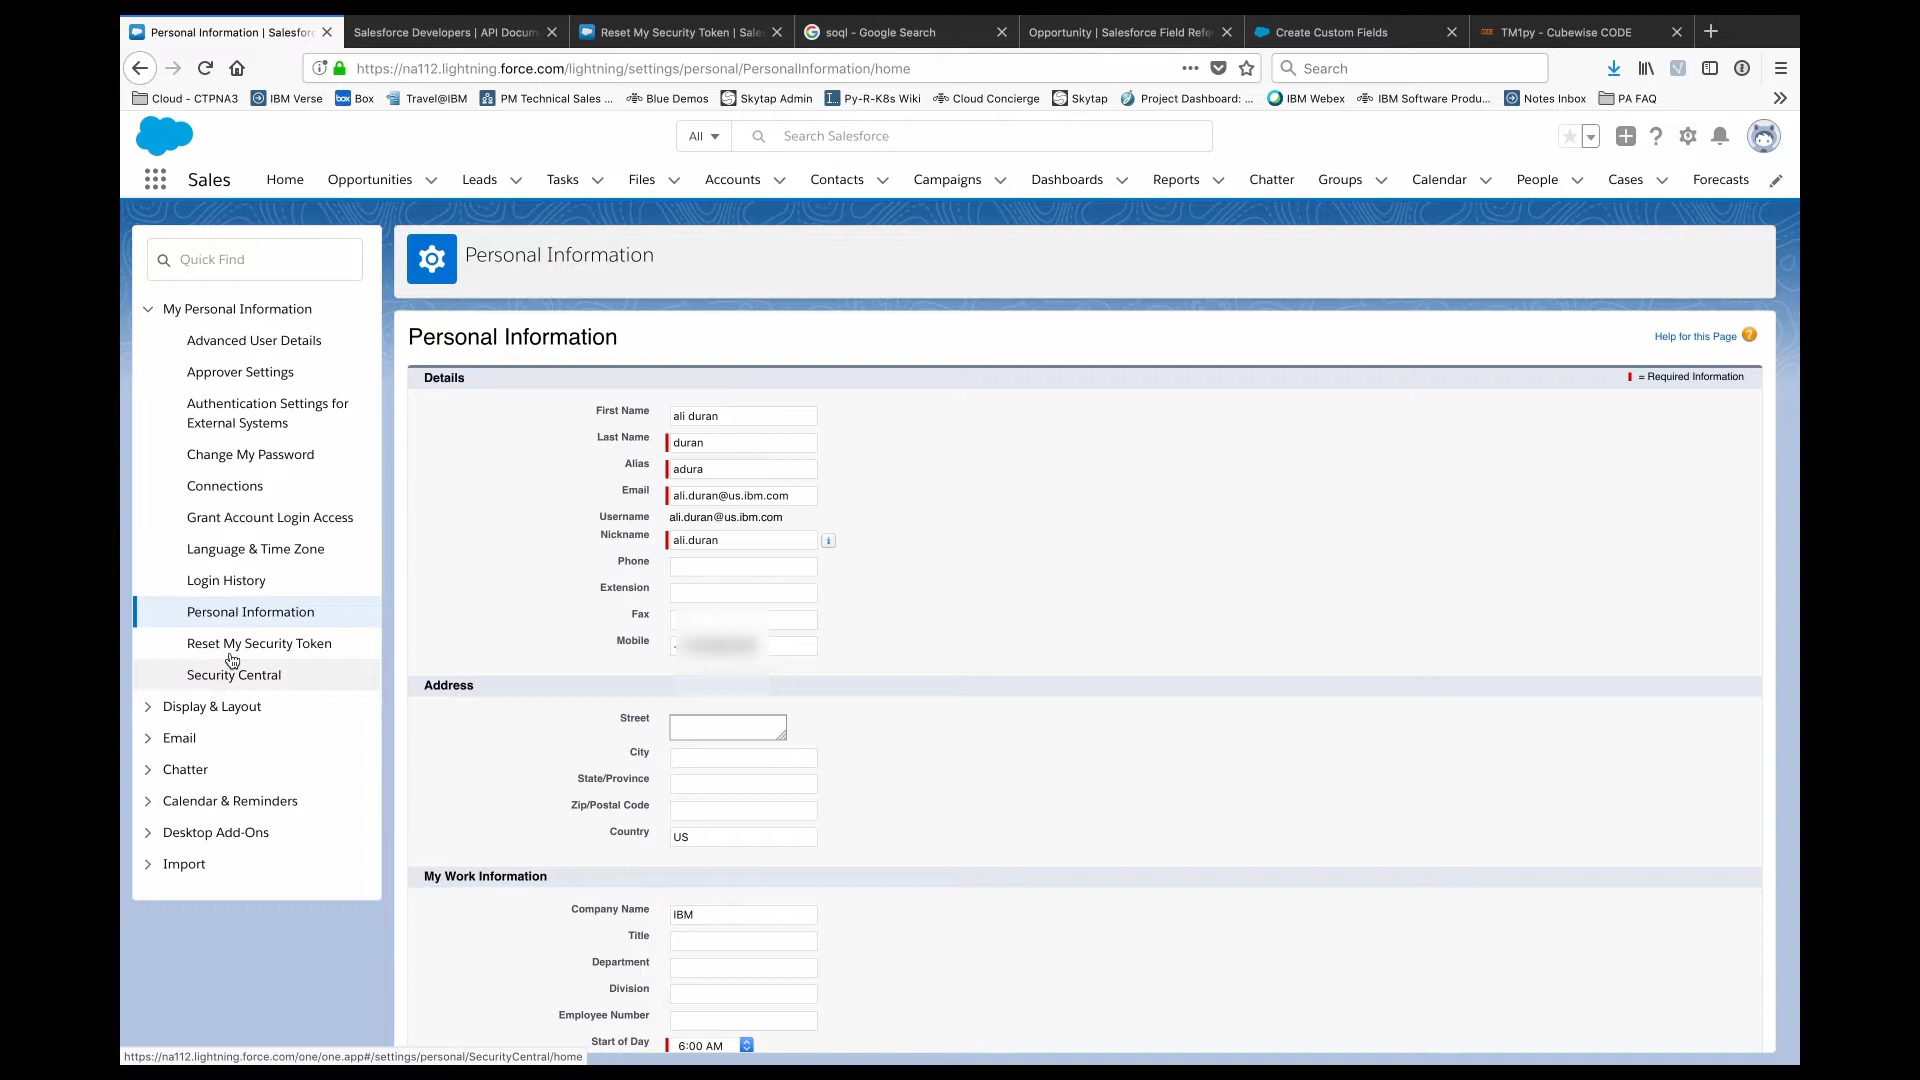 Personal Information | Salesfor
Salesforce Developers | API Docum
Reset My Security Token | Sale
soql - Google Search
Opportunity | Salesforce Field Refe
Create Custom Fields
TM1py - Cubewise CODE
https://na112.lightning.force.com/lightning/settings/personal/PersonalInformation/home
Search
Cloud - CTPNA3
IBM Verse
box Box
Travel@IBM
PM Technical Sales ...
Blue Demos
Skytap Admin
Py-R-K8s Wiki
Cloud Concierge
Skytap
Project Dashboard: ...
IBM Webex
IBM Software Produ...
Notes Inbox
PA FAQ
All
Search Salesforce
Sales
Home
Opportunities
Leads
Tasks
Files
Accounts
Contacts
Campaigns
Dashboards
Reports
Chatter
Groups
Calendar
People
Cases
Forecasts
Quick Find
My Personal Information
Advanced User Details
Approver Settings
Authentication Settings for
External Systems
Change My Password
Connections
Grant Account Login Access
Language & Time Zone
Login History
Personal Information
Reset My Security Token
Security Central
Display & Layout
Email
Chatter
Calendar & Reminders
Desktop Add-Ons
Import
Personal Information
Personal Information
Help for this Page ?
Details
= Required Information
First Name ali duran
Last Name duran
Alias adura
Email ali.duran@us.ibm.com
Username ali.duran@us.ibm.com
Nickname ali.duran
Phone
Extension
Fax
Mobile
Address
Street
City
State/Province
Zip/Postal Code
Country US
My Work Information
Company Name IBM
Title
Department
Division
Employee Number
Start of Day 6:00 AM
https://na112.lightning.force.com/one/one.app#/settings/personal/SecurityCentral/home